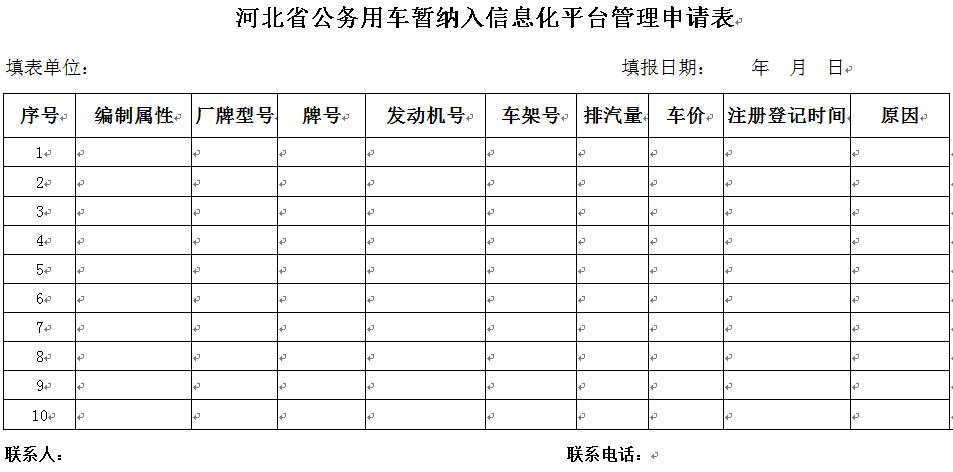 河北省公务用车暂纳入信息化平台管理申请表
填表单位： 填报日期： 年 月 日
序号 编制属性 厂牌型号 牌号 发动机号 车架号 排汽量 车价 注册登记时间 原因
1
2
3
4
5
6
7
8
9
10
联系人： 联系电话：